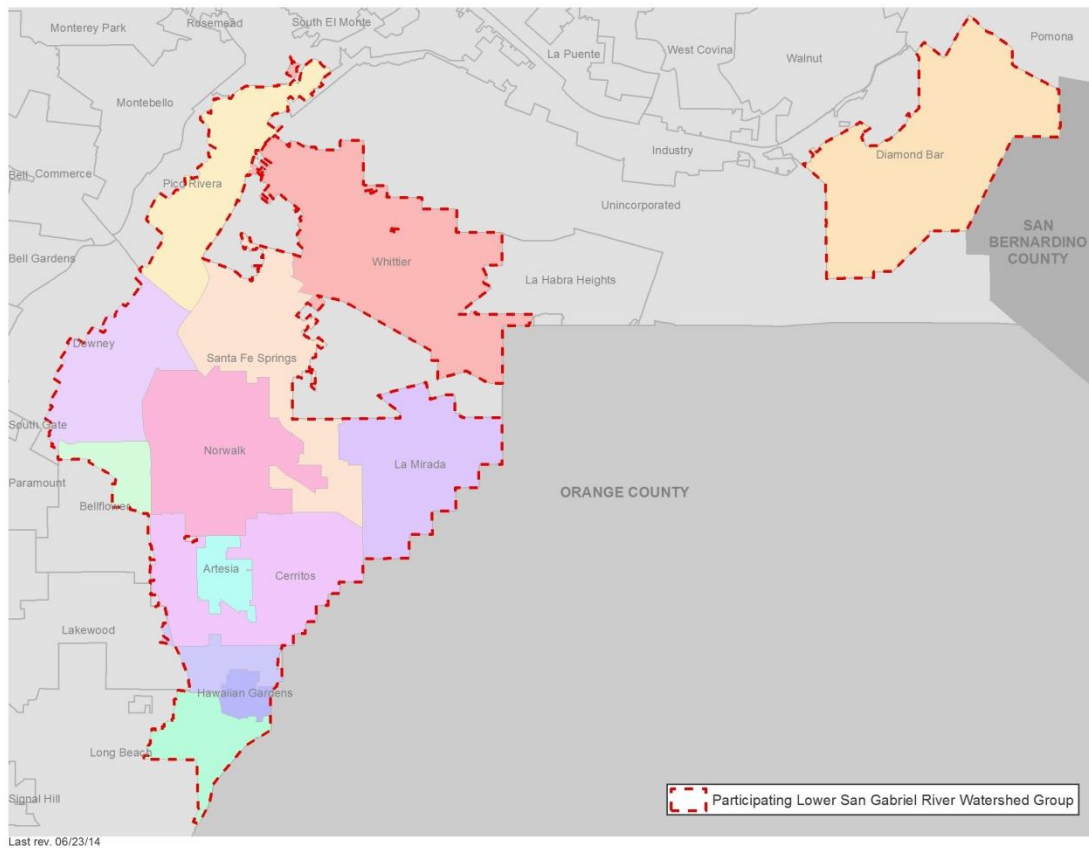 Rosemead
South El Monte
Monterey Park
Pomona
West Covina
La Puente
Walnut
Montebello
Industry
Diamond Bar
Bell
Commerce
Pico Rivera
Unincorporated
SAN
BERNARDINO
COUNTY
Bell Gardens
Whittier
La Habra Heights
Downey
Santa Fe Springs
South Gate
Norwalk
La Mirada
Paramount
ORANGE COUNTY
Bellflower
Artesia
Cerritos
Lakewood
Hawaiian Gardens
Long Beach
Signal Hill
Participating Lower San Gabriel River Watershed Group
Last rev. 06/23/14